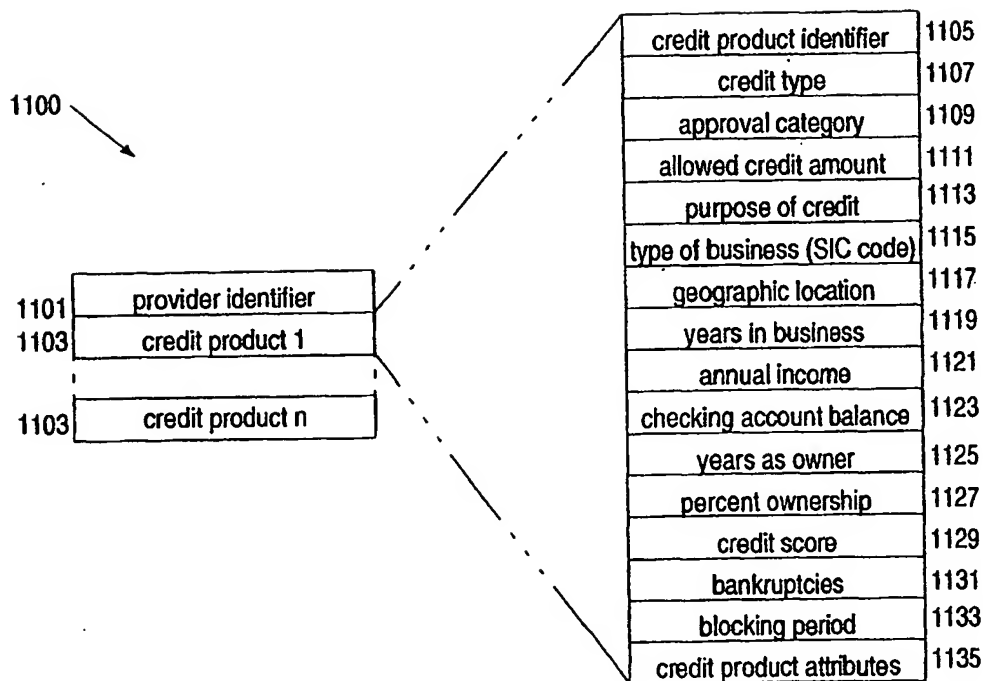 1100
1101 provider identifier
1103 credit product 1
1103 credit product n
credit product identifier 1105
credit type 1107
approval category 1109
allowed credit amount 1111
purpose of credit 1113
type of business (SIC code) 1115
geographic location 1117
years in business 1119
annual income 1121
checking account balance 1123
years as owner 1125
percent ownership 1127
credit score 1129
bankruptcies 1131
blocking period 1133
credit product attributes 1135